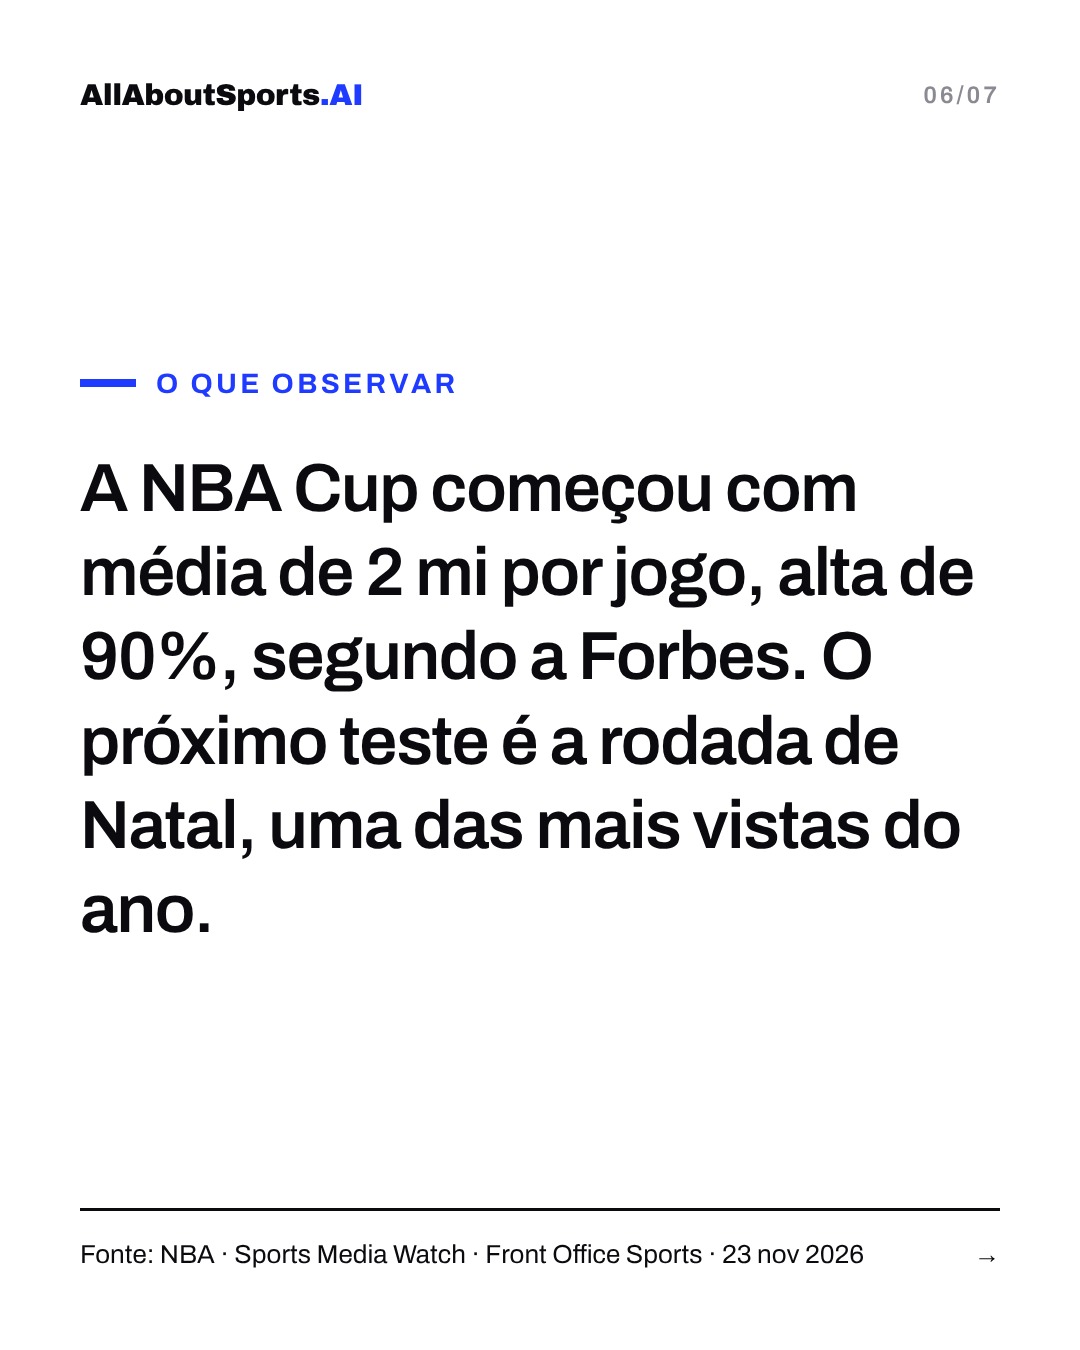 AllAboutSports.AI
06/07
O QUE OBSERVAR
A NBA Cup começou com
média de 2 mi por jogo, alta de
90%, segundo a Forbes. O
próximo teste é a rodada de
Natal, uma das mais vistas do
ano.
Fonte: NBA · Sports Media Watch · Front Office Sports · 23 nov 2026 →